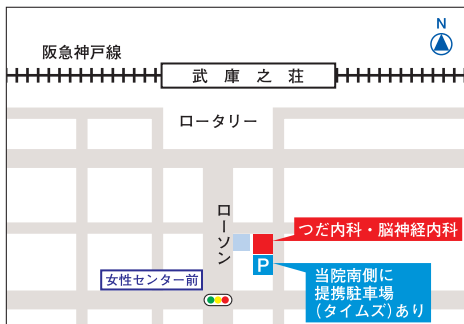 N
阪急神戸線
武庫之荘
ロータリー
ローソン
つだ内科・脳神経内科
P
当院南側に
提携駐車場
(タイムズ)あり
女性センター前